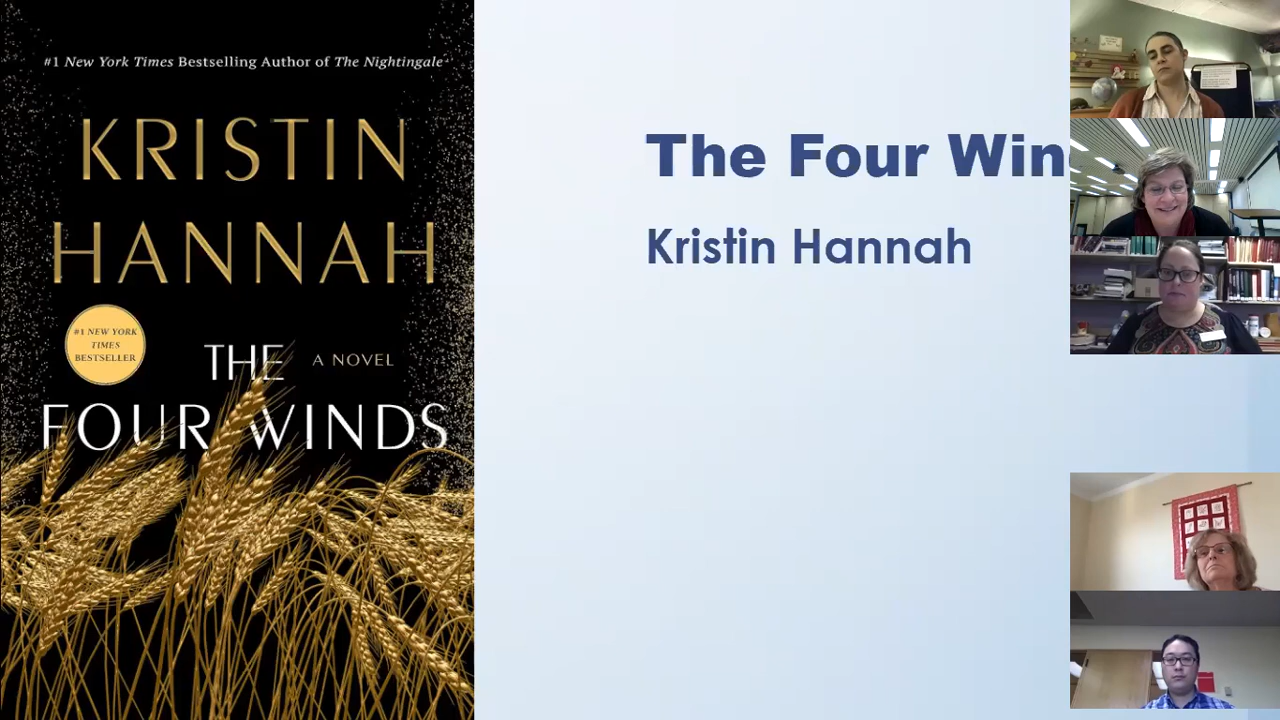 #1 New York Times Bestselling Author of The Nightingale
KRISTIN
HANNAH
#1 NEW YORK
TIMES
BESTSELLER
THE A NOVEL
FOUR WINDS
The Four Win
Kristin Hannah